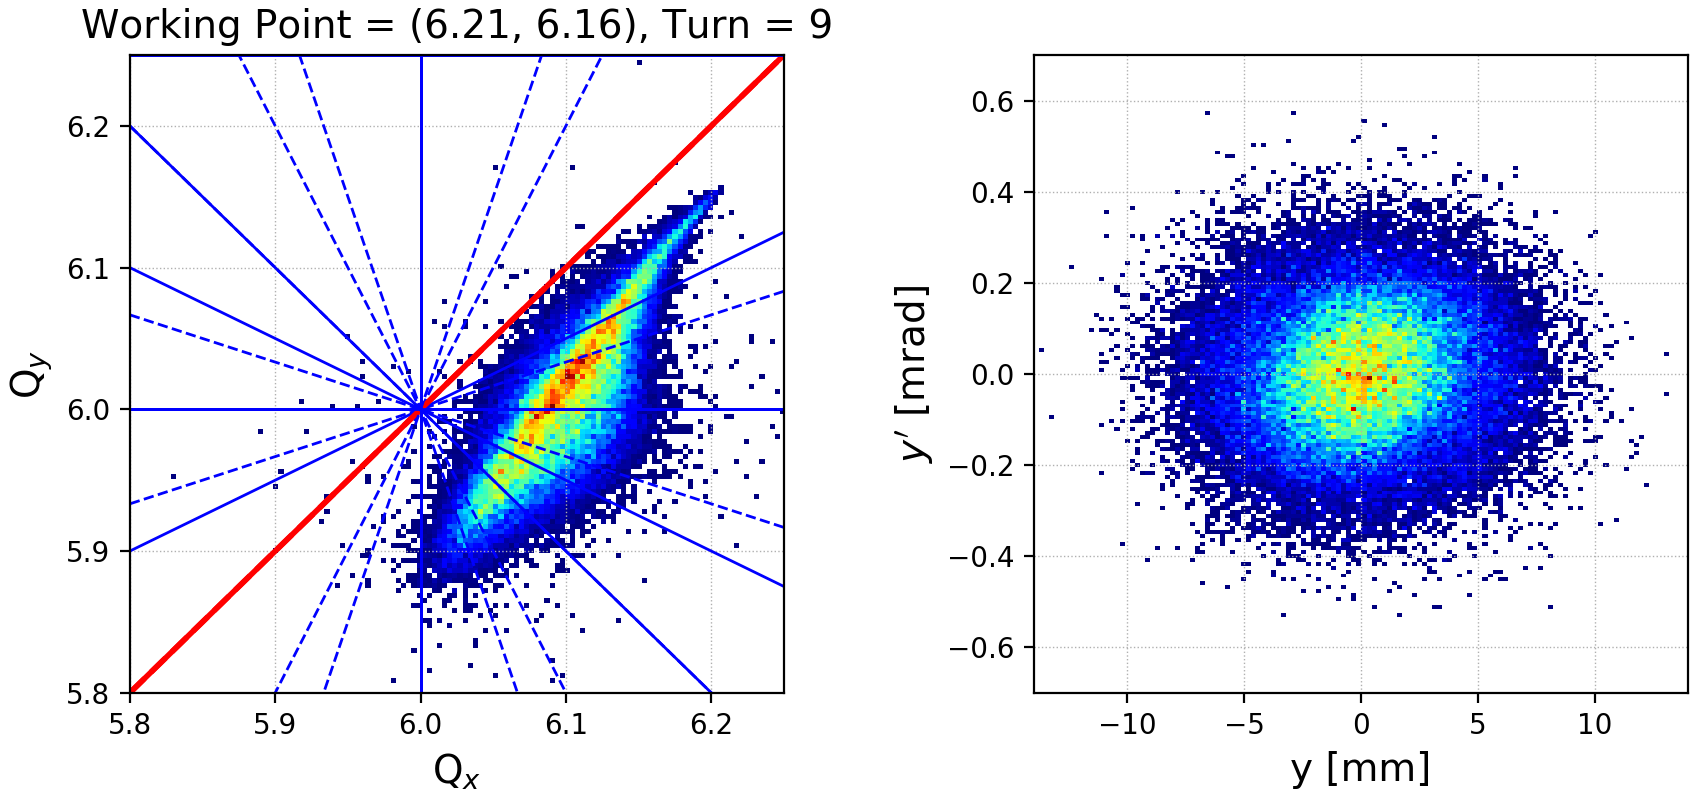 Working Point = (6.21, 6.16), Turn = 9
6.2
6.1
6.0
5.9
5.8
Qy
5.8 5.9 6.0 6.1 6.2
Qx
0.6
0.4
0.2
0.0
−0.2
−0.4
−0.6
y′ [mrad]
−10 −5 0 5 10
y [mm]